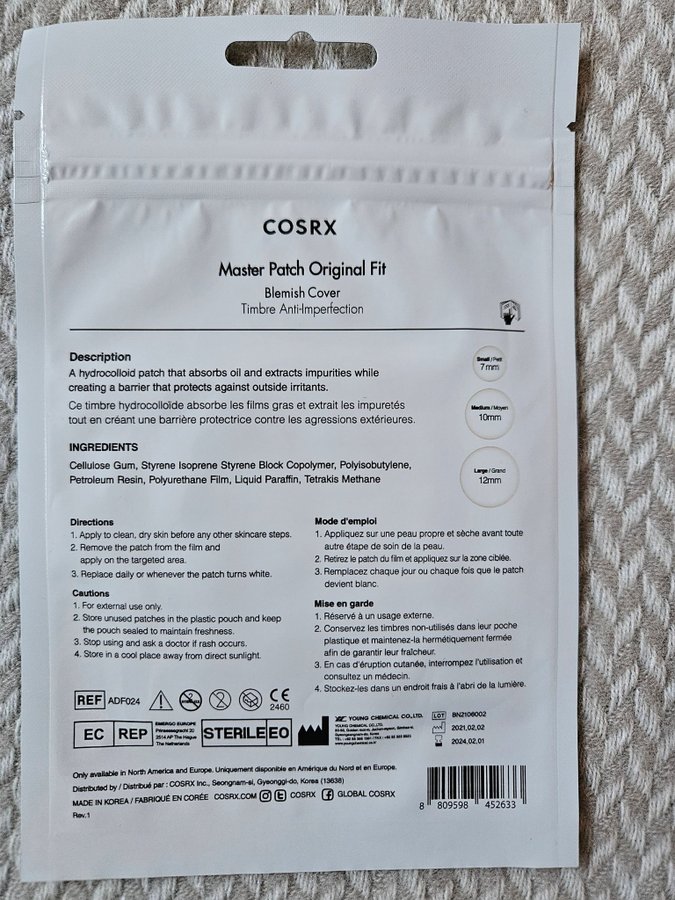 COSRX
Master Patch Original Fit
Blemish Cover
Timbre Anti-Imperfection
Description
A hydrocolloid patch that absorbs oil and extracts impurities while
creating a barrier that protects against outside irritants.
Ce timbre hydrocolloïde absorbe les films gras et extrait les impuretés
tout en créant une barrière protectrice contre les agressions extérieures.
INGREDIENTS
Cellulose Gum, Styrene Isoprene Styrene Block Copolymer, Polyisobutylene,
Petroleum Resin, Polyurethane Film, Liquid Paraffin, Tetrakis Methane
Small / Petit
7mm
Medium / Moyen
10mm
Large / Grand
12mm
Directions
1. Apply to clean, dry skin before any other skincare steps.
2. Remove the patch from the film and
apply on the targeted area.
3. Replace daily or whenever the patch turns white.
Cautions
1. For external use only.
2. Store unused patches in the plastic pouch and keep
the pouch sealed to maintain freshness.
3. Stop using and ask a doctor if rash occurs.
4. Store in a cool place away from direct sunlight.
Mode d'emploi
1. Appliquez sur une peau propre et sèche avant toute
autre étape de soin de la peau.
2. Retirez le patch du film et appliquez sur la zone ciblée.
3. Remplacez chaque jour ou chaque fois que le patch
devient blanc.
Mise en garde
1. Réservé à un usage externe.
2. Conservez les timbres non-utilisés dans leur poche
plastique et maintenez-la hermétiquement fermée
afin de garantir leur fraîcheur.
3. En cas d'éruption cutanée, interrompez l'utilisation et
consultez un médecin.
4. Stockez-les dans un endroit frais à l'abri de la lumière.
REF ADF024
CE
2460
EC REP
EMERGO EUROPE
Prinsessegracht 20
2514 AP The Hague
The Netherlands
STERILE EO
YOUNG CHEMICAL CO., LTD.
YOUNG CHEMICAL CO., LTD.
LOT BN2106002
2021.02.02
2024.02.01
Only available in North America and Europe. Uniquement disponible en Amérique du Nord et en Europe.
Distributed by / Distribué par : COSRX Inc., Seongnam-si, Gyeonggi-do, Korea (13638)
MADE IN KOREA / FABRIQUÉ EN CORÉE COSRX.COM COSRX GLOBAL COSRX
Rev.1
8 809598 452633